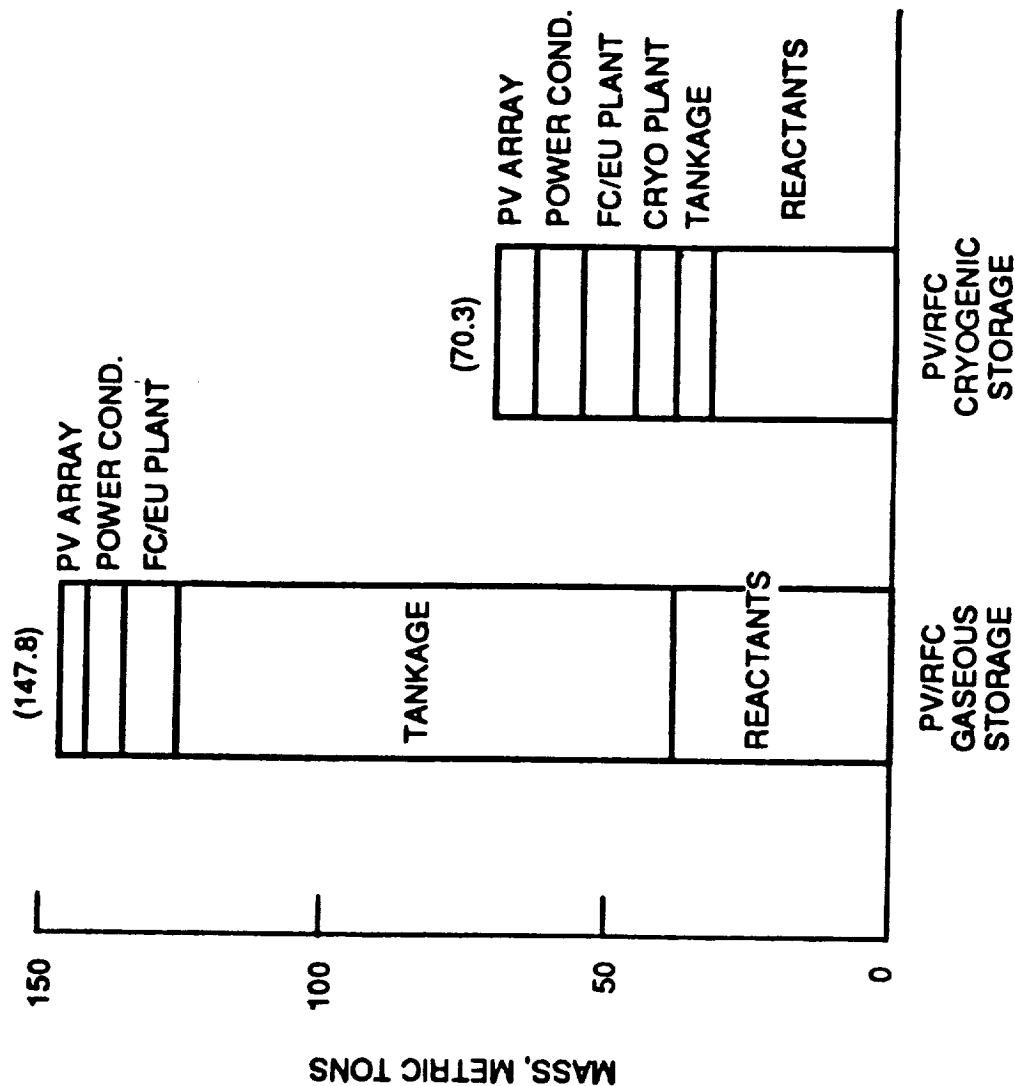 MASS, METRIC TONS
150
100
50
0
(147.8)
PV ARRAY
POWER COND.
FC/EU PLANT
TANKAGE
REACTANTS
PV/RFC
GASEOUS
STORAGE
(70.3)
PV ARRAY
POWER COND.
FC/EU PLANT
CRYO PLANT
TANKAGE
REACTANTS
PV/RFC
CRYOGENIC
STORAGE